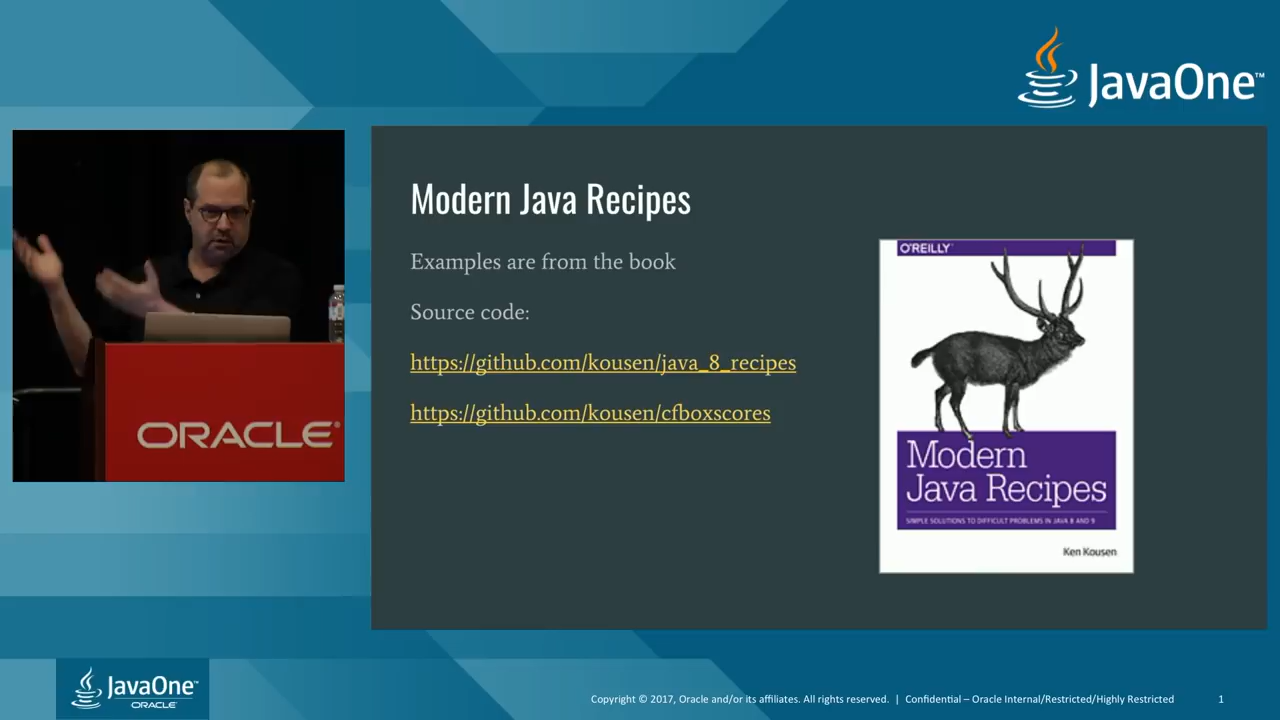 JavaOne™
Modern Java Recipes
Examples are from the book
Source code:
https://github.com/kousen/java_8_recipes
https://github.com/kousen/cfboxscores
O'REILLY®
Modern
Java Recipes
SIMPLE SOLUTIONS TO DIFFICULT PROBLEMS IN JAVA 8 AND 9
Ken Kousen
ORACLE®
JavaOne™
ORACLE®
Copyright © 2017, Oracle and/or its affiliates. All rights reserved. | Confidential – Oracle Internal/Restricted/Highly Restricted 1